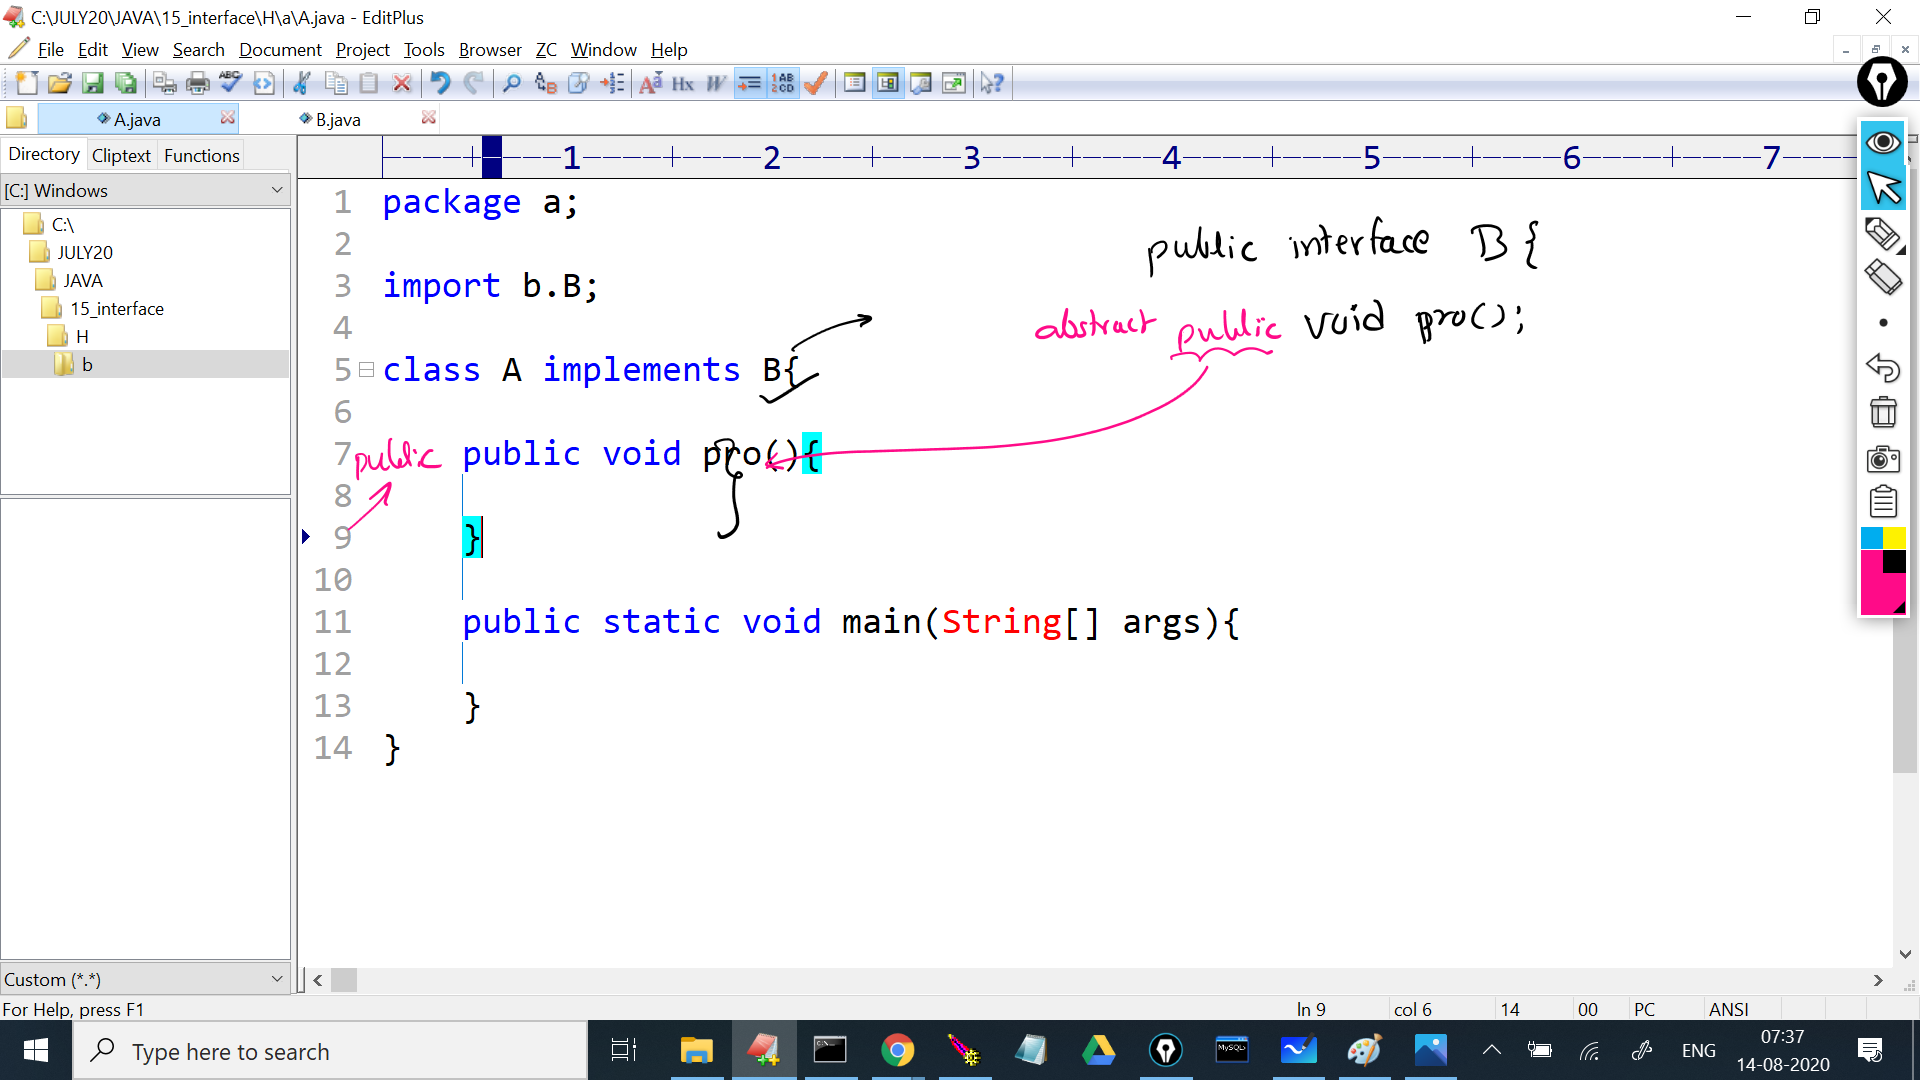 C:\JULY20\JAVA\15_interface\H\a\A.java - EditPlus
File Edit View Search Document Project Tools Browser ZC Window Help
A.java B.java
Directory Cliptext Functions
[C:] Windows
C:\
JULY20
JAVA
15_interface
H
b
1 2 3 4 5 6 7
1 package a;
2
3 import b.B;
4
5 class A implements B{
6
7 public void pro(){
8
9 }
10
11 public static void main(String[] args){
12
13 }
14 }
public interface B {
abstract public void pro();
public
Custom (*.*)
For Help, press F1 ln 9 col 6 14 00 PC ANSI
Type here to search
MySQL
ENG
07:37
14-08-2020